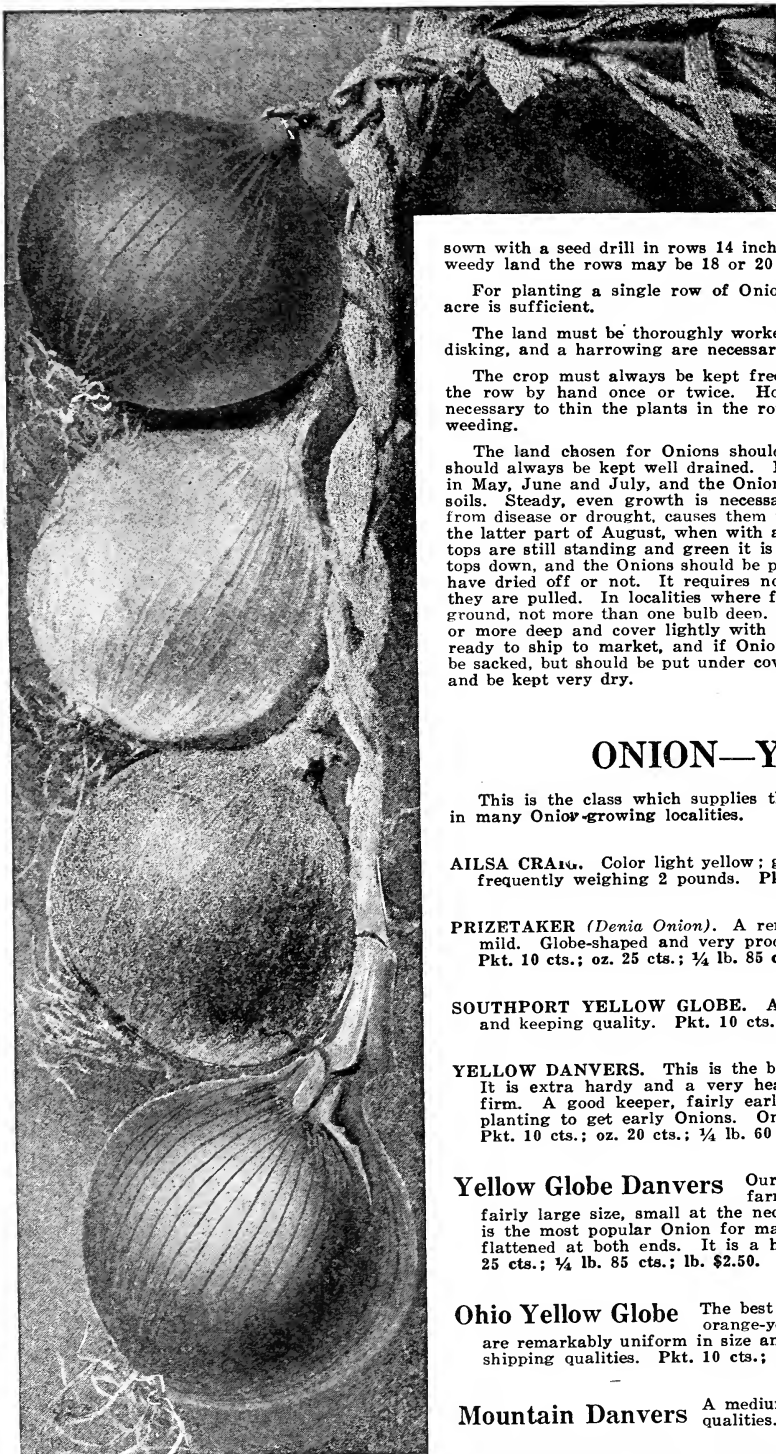 sown with a seed drill in rows 14 inch
weedy land the rows may be 18 or 20
For planting a single row of Onio
acre is sufficient.
The land must be thoroughly worke
disking, and a harrowing are necessar
The crop must always be kept free
the row by hand once or twice. Ho
necessary to thin the plants in the ro
weeding.
The land chosen for Onions shoul
should always be kept well drained.
in May, June and July, and the Onion
soils. Steady, even growth is necessa
from disease or drought, causes them
the latter part of August, when with a
tops are still standing and green it is
tops down, and the Onions should be p
have dried off or not. It requires no
they are pulled. In localities where f
ground, not more than one bulb deen.
or more deep and cover lightly with
ready to ship to market, and if Onio
be sacked, but should be put under cov
and be kept very dry.
ONION—Y
This is the class which supplies t
in many Onion-growing localities.
AILSA CRAIG. Color light yellow; g
frequently weighing 2 pounds. P
PRIZETAKER (Denia Onion). A re
mild. Globe-shaped and very prod
Pkt. 10 cts.; oz. 25 cts.; ¼ lb. 85 c
SOUTHPORT YELLOW GLOBE. A
and keeping quality. Pkt. 10 cts.
YELLOW DANVERS. This is the b
It is extra hardy and a very hea
firm. A good keeper, fairly earl
planting to get early Onions. Or
Pkt. 10 cts.; oz. 20 cts.; ¼ lb. 60
Yellow Globe Danvers Our
farr
fairly large size, small at the nec
is the most popular Onion for ma
flattened at both ends. It is a h
25 cts.; ¼ lb. 85 cts.; lb. $2.50.
Ohio Yellow Globe The best
orange-y
are remarkably uniform in size an
shipping qualities. Pkt. 10 cts.;
Mountain Danvers A mediu
qualities.